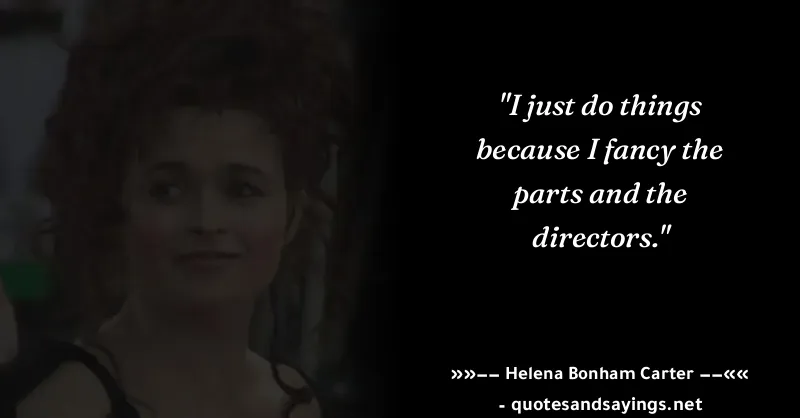 "I just do things
because I fancy the
parts and the
directors."
»»−− Helena Bonham Carter −−««
- quotesandsayings.net